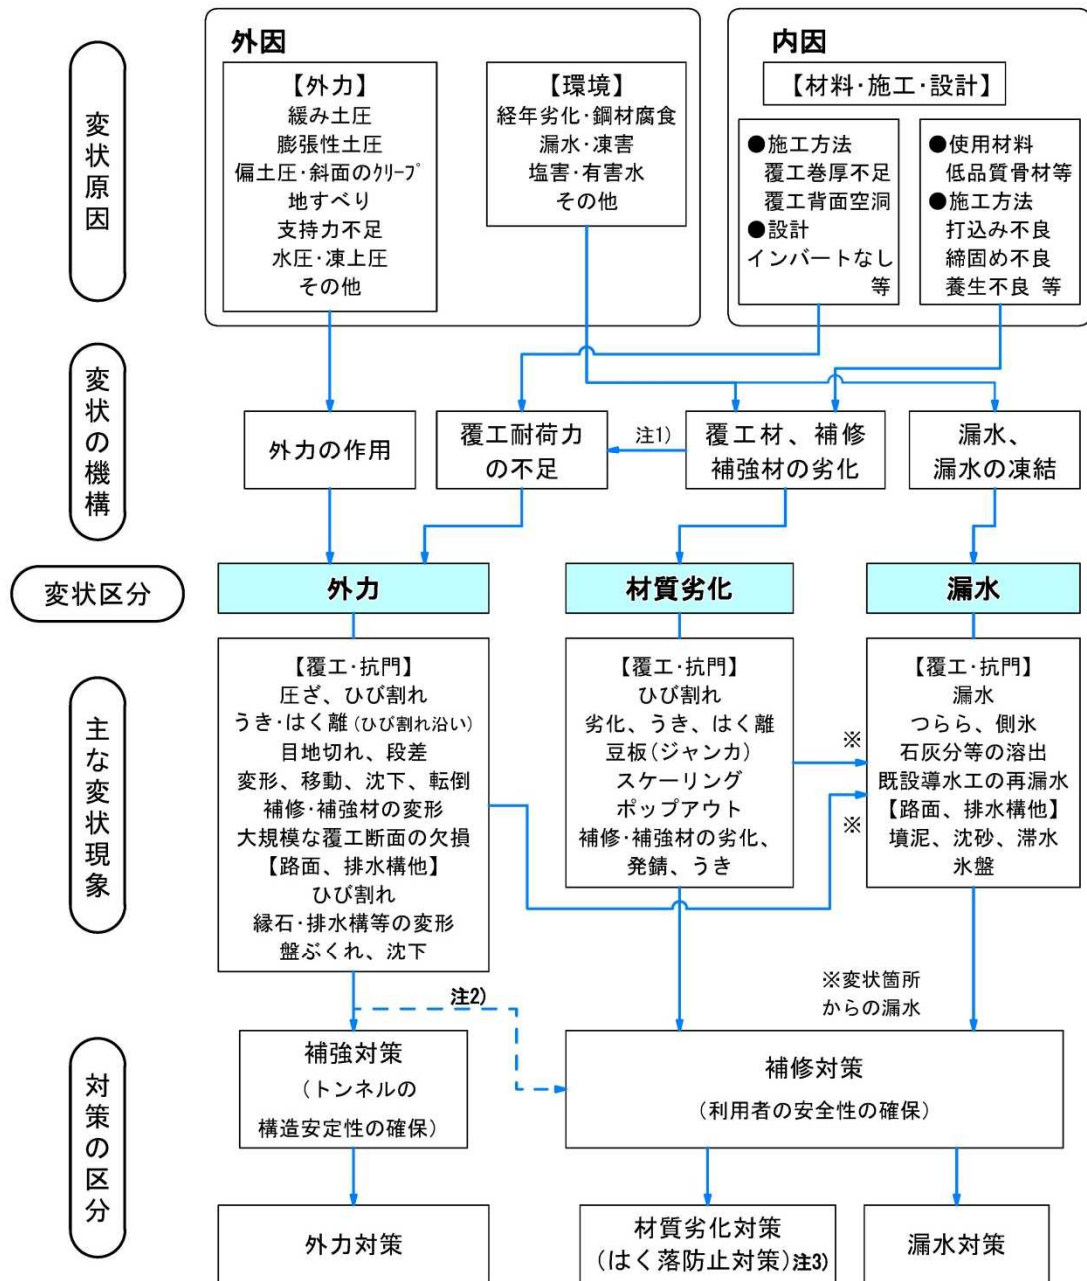 変状原因
外因
【外力】
緩み土圧
膨張性土圧
偏土圧・斜面のｸﾘｰﾌﾟ
地すべり
支持力不足
水圧・凍上圧
その他
【環境】
経年劣化・鋼材腐食
漏水・凍害
塩害・有害水
その他
内因
【材料・施工・設計】
●施工方法
覆工巻厚不足
覆工背面空洞
●設計
インバートなし
等
●使用材料
低品質骨材等
●施工方法
打込み不良
締固め不良
養生不良 等
変状の機構
外力の作用
覆工耐荷力
の不足
注1)
覆工材、補修
補強材の劣化
漏水、
漏水の凍結
変状区分
外力
材質劣化
漏水
主な変状現象
【覆工・抗門】
圧ざ、ひび割れ
うき・はく離(ひび割れ沿い)
目地切れ、段差
変形、移動、沈下、転倒
補修・補強材の変形
大規模な覆工断面の欠損
【路面、排水構他】
ひび割れ
縁石・排水構等の変形
盤ぶくれ、沈下
【覆工・抗門】
ひび割れ
劣化、うき、はく離
豆板(ジャンカ)
スケーリング
ポップアウト
補修・補強材の劣化、
発錆、うき
※
※
【覆工・抗門】
漏水
つらら、側氷
石灰分等の溶出
既設導水工の再漏水
【路面、排水構他】
墳泥、沈砂、滞水
氷盤
注2)
※変状箇所
からの漏水
対策の区分
補強対策
(トンネルの
構造安定性の確保)
補修対策
(利用者の安全性の確保)
外力対策
材質劣化対策
(はく落防止対策)注3)
漏水対策